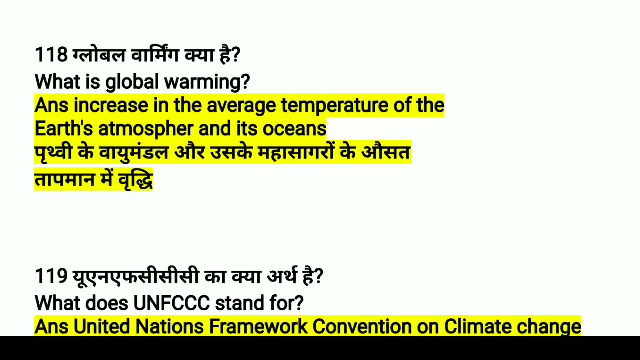 118 ग्लोबल वार्मिंग क्या है?
What is global warming?
Ans increase in the average temperature of the
Earth's atmospher and its oceans
पृथ्वी के वायुमंडल और उसके महासागरों के औसत
तापमान में वृद्धि
119 यूएनएफसीसीसी का क्या अर्थ है?
What does UNFCCC stand for?
Ans United Nations Framework Convention on Climate change